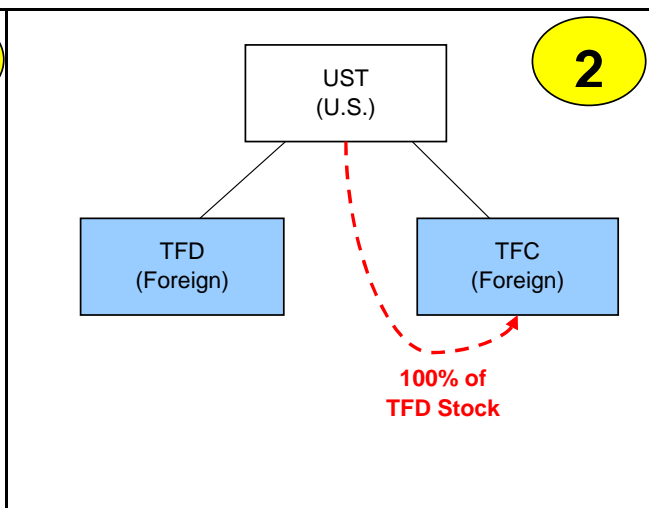 UST
(U.S.)
2
TFD
(Foreign)
TFC
(Foreign)
100% of
TFD Stock